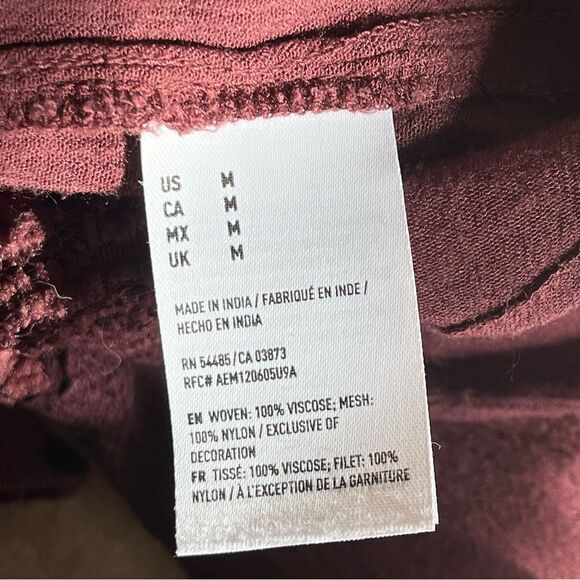 US M
CA M
MX M
UK M
MADE IN INDIA / FABRIQUÉ EN INDE /
HECHO EN INDIA
RN 54485/CA 03873
RFC# AEM120605U9A
EN WOVEN: 100% VISCOSE; MESH:
100% NYLON / EXCLUSIVE OF
DECORATION
FR TISSÉ: 100% VISCOSE; FILET: 100%
NYLON / À L'EXCEPTION DE LA GARNITURE